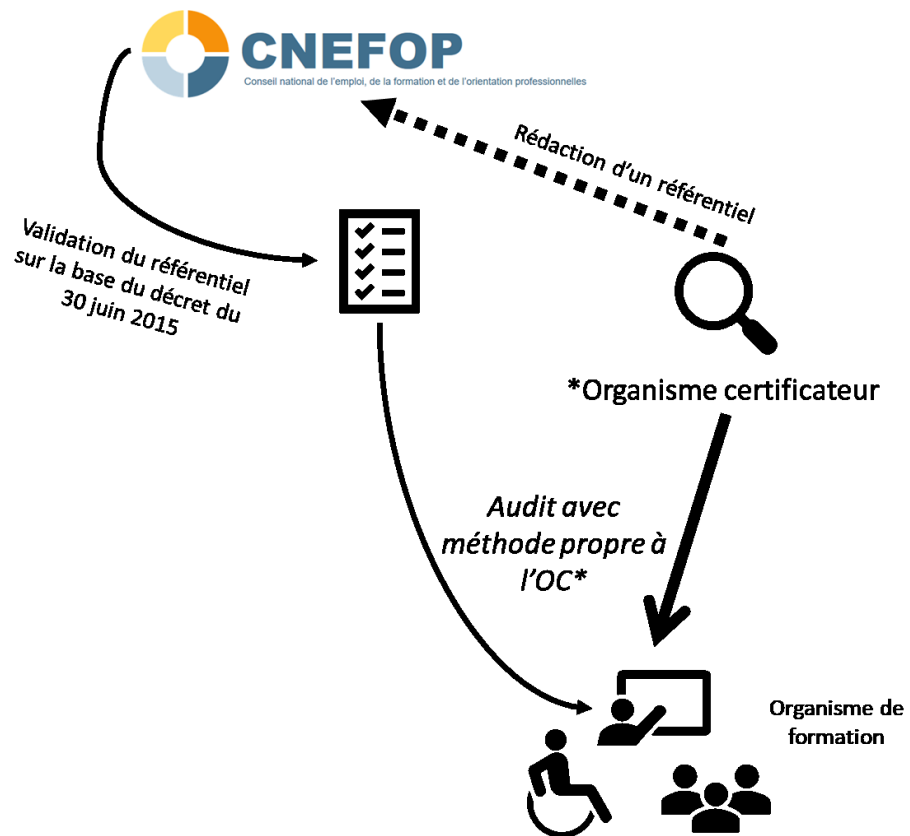 CNEFOP
Conseil national de l'emploi, de la formation et de l'orientation professionnelles
Rédaction d'un référentiel
Validation du référentiel
sur la base du décret du
30 juin 2015
*Organisme certificateur
Audit avec
méthode propre à
l'OC*
Organisme de
formation